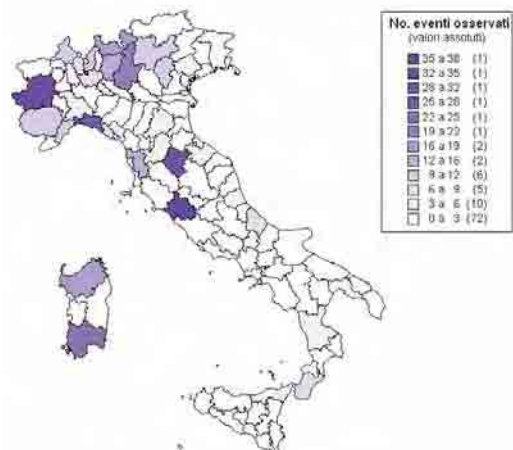 No. eventi osservati
(valori assotuti)
35 a 38 (1)
32 a 35 (1)
28 a 32 (1)
25 a 28 (1)
22 a 25 (1)
19 a 22 (1)
16 a 19 (2)
12 a 16 (2)
9 a 12 (6)
6 a 9 (5)
3 a 6 (10)
0 a 3 (72)